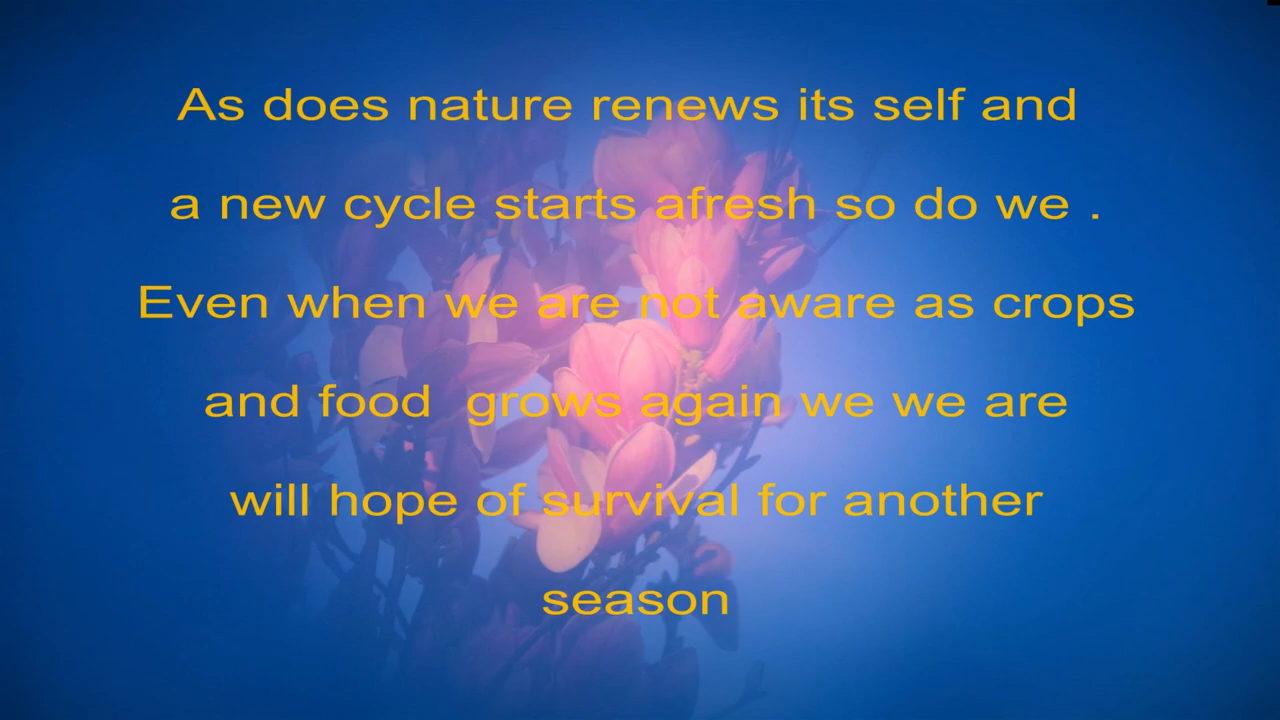 As does nature renews its self and
a new cycle starts afresh so do we .
Even when we are not aware as crops
and food  grows again we we are
will hope of survival for another
season